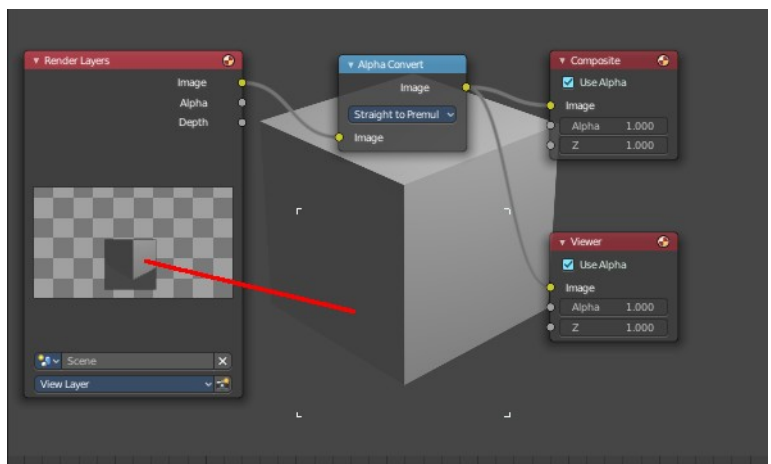 Render Layers
Image
Alpha
Depth
Scene
View Layer
Alpha Convert
Image
Straight to Premul
Image
Composite
Use Alpha
Image
Alpha 1.000
Z 1.000
Viewer
Use Alpha
Image
Alpha 1.000
Z 1.000